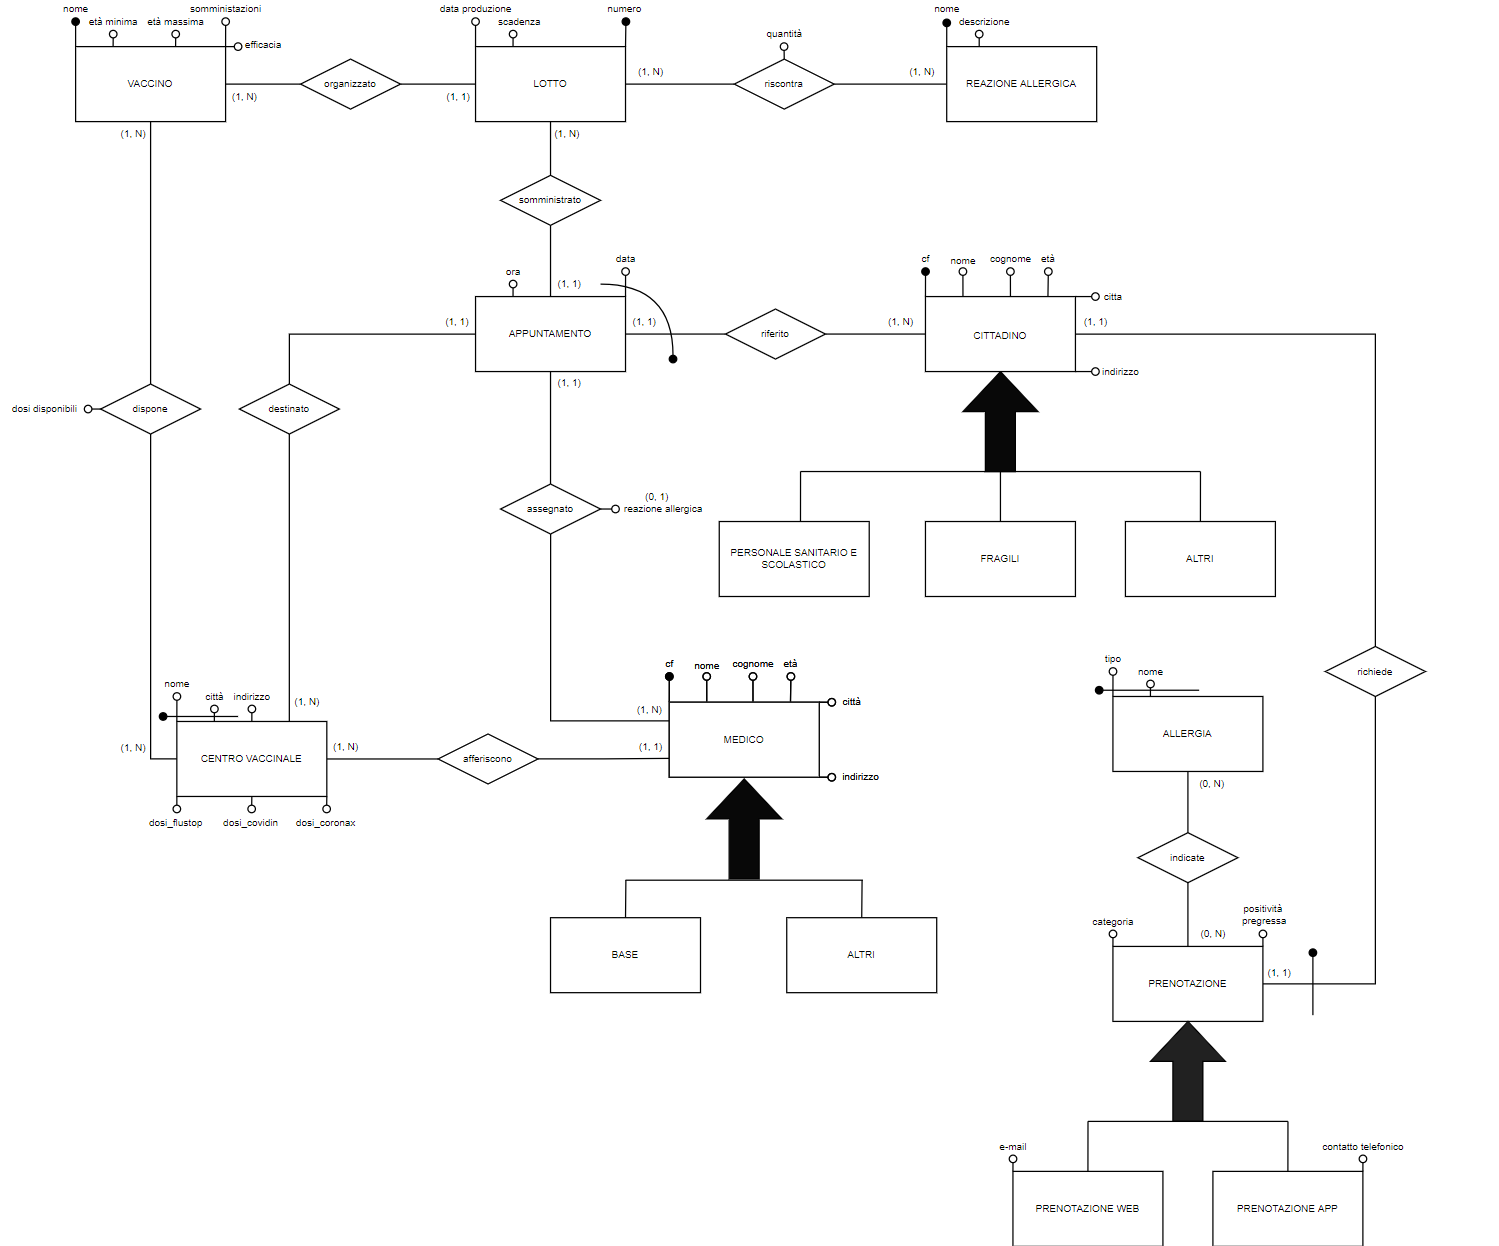 nome
somministazioni
età minima
età massima
efficacia
VACCINO
(1, N)
(1, N)
organizzato
data produzione
scadenza
numero
(1, 1)
LOTTO
(1, N)
(1, N)
quantità
riscontra
(1, N)
nome
descrizione
REAZIONE ALLERGICA
somministrato
ora
data
(1, 1)
(1, 1)
APPUNTAMENTO
(1, 1)
(1, 1)
riferito
(1, N)
cf
nome
cognome
età
citta
CITTADINO
(1, 1)
indirizzo
dosi disponibili
dispone
destinato
assegnato
(0, 1)
reazione allergica
PERSONALE SANITARIO E
SCOLASTICO
FRAGILI
ALTRI
richiede
nome
città
indirizzo
(1, N)
(1, N)
CENTRO VACCINALE
(1, N)
dosi_flustop
dosi_covidin
dosi_coronax
afferiscono
cf
nome
cognome
età
città
(1, N)
(1, 1)
MEDICO
indirizzo
BASE
ALTRI
tipo
nome
ALLERGIA
(0, N)
indicate
categoria
positività
pregressa
(0, N)
(1, 1)
PRENOTAZIONE
e-mail
contatto telefonico
PRENOTAZIONE WEB
PRENOTAZIONE APP